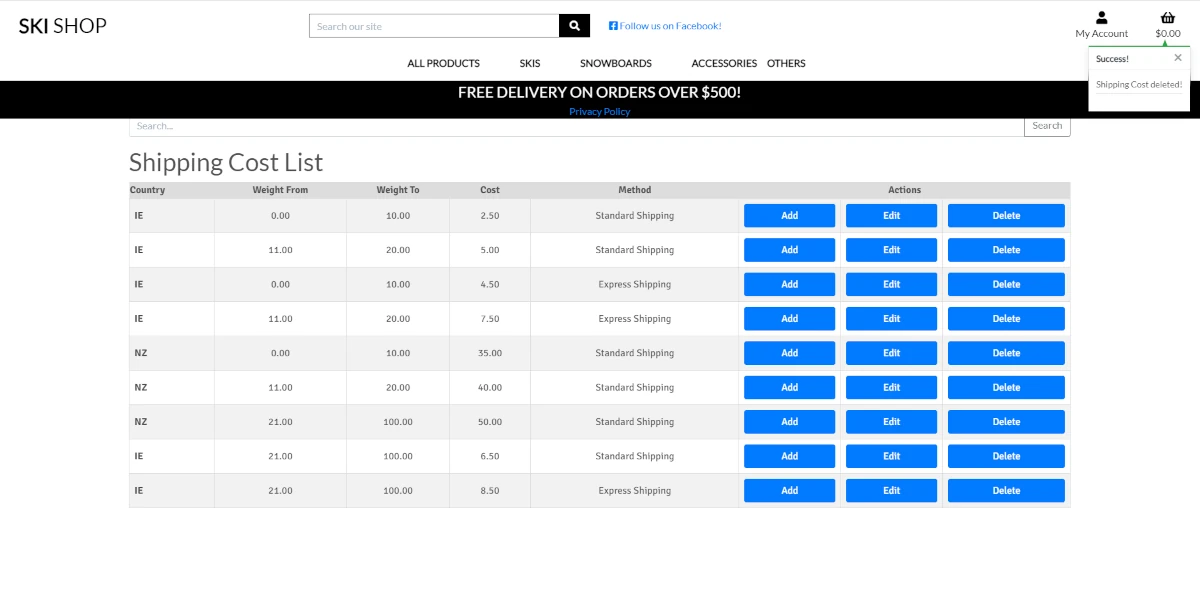 SKI SHOP
Search our site
Follow us on Facebook!
My Account
$0.00
ALL PRODUCTS SKIS SNOWBOARDS ACCESSORIES OTHERS
Success!
Shipping Cost deleted!
FREE DELIVERY ON ORDERS OVER $500!
Privacy Policy
Search...
Search
Shipping Cost List
Country Weight From Weight To Cost Method Actions
IE 0.00 10.00 2.50 Standard Shipping Add Edit Delete
IE 11.00 20.00 5.00 Standard Shipping Add Edit Delete
IE 0.00 10.00 4.50 Express Shipping Add Edit Delete
IE 11.00 20.00 7.50 Express Shipping Add Edit Delete
NZ 0.00 10.00 35.00 Standard Shipping Add Edit Delete
NZ 11.00 20.00 40.00 Standard Shipping Add Edit Delete
NZ 21.00 100.00 50.00 Standard Shipping Add Edit Delete
IE 21.00 100.00 6.50 Standard Shipping Add Edit Delete
IE 21.00 100.00 8.50 Express Shipping Add Edit Delete